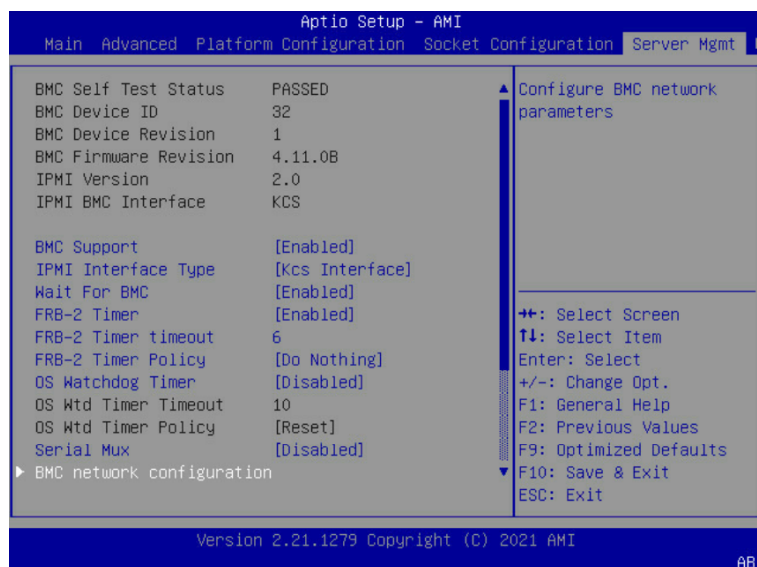 Aptio Setup – AMI
Main Advanced Platform Configuration Socket Configuration Server Mgmt
BMC Self Test Status PASSED
BMC Device ID 32
BMC Device Revision 1
BMC Firmware Revision 4.11.0B
IPMI Version 2.0
IPMI BMC Interface KCS
BMC Support [Enabled]
IPMI Interface Type [Kcs Interface]
Wait For BMC [Enabled]
FRB-2 Timer [Enabled]
FRB-2 Timer timeout 6
FRB-2 Timer Policy [Do Nothing]
OS Watchdog Timer [Disabled]
OS Wtd Timer Timeout 10
OS Wtd Timer Policy [Reset]
Serial Mux [Disabled]
BMC network configuration
Configure BMC network
parameters
→←: Select Screen
↑↓: Select Item
Enter: Select
+/-: Change Opt.
F1: General Help
F2: Previous Values
F9: Optimized Defaults
F10: Save & Exit
ESC: Exit
Version 2.21.1279 Copyright (C) 2021 AMI
AB